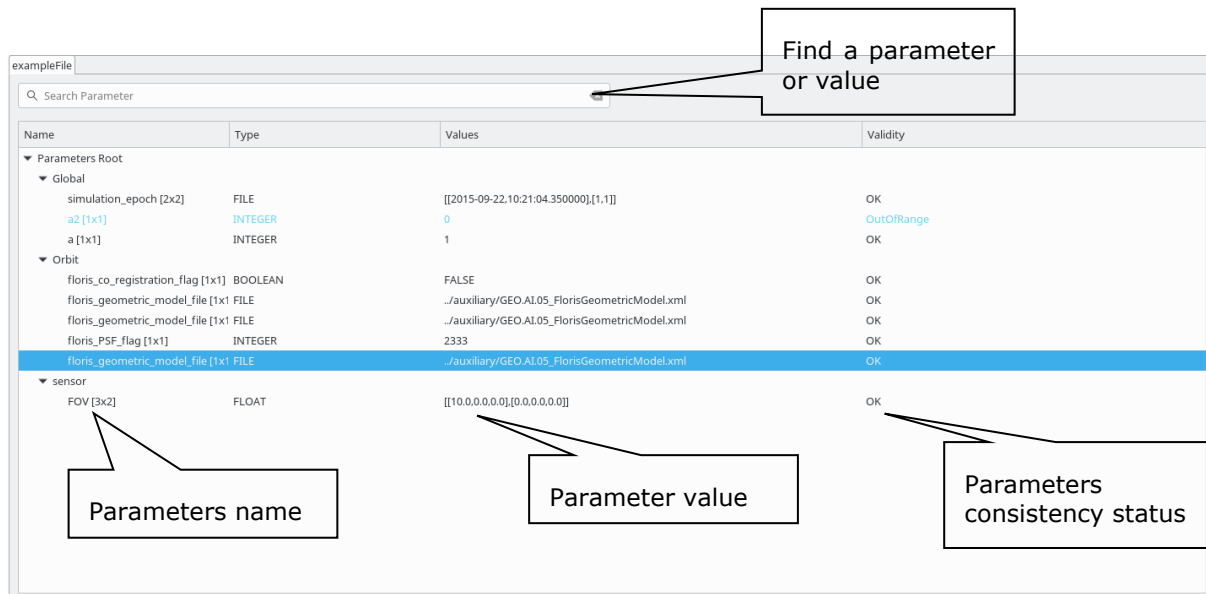 Find a parameter
or value
exampleFile
Search Parameter
Name Type Values Validity
Parameters Root
Global
simulation_epoch [2x2] FILE [[2015-09-22,10:21:04.350000],[1,1]] OK
a2 [1x1] INTEGER 0 OutOfRange
a [1x1] INTEGER 1 OK
Orbit
floris_co_registration_flag [1x1] BOOLEAN FALSE OK
floris_geometric_model_file [1x1 FILE ../auxiliary/GEO.AI.05_FlorisGeometricModel.xml OK
floris_geometric_model_file [1x1 FILE ../auxiliary/GEO.AI.05_FlorisGeometricModel.xml OK
floris_PSF_flag [1x1] INTEGER 2333 OK
floris_geometric_model_file [1x1 FILE ../auxiliary/GEO.AI.05_FlorisGeometricModel.xml OK
sensor
FOV [3x2] FLOAT [[10.0,0.0,0.0],[0.0,0.0,0.0]] OK
Parameters name
Parameter value
Parameters
consistency status